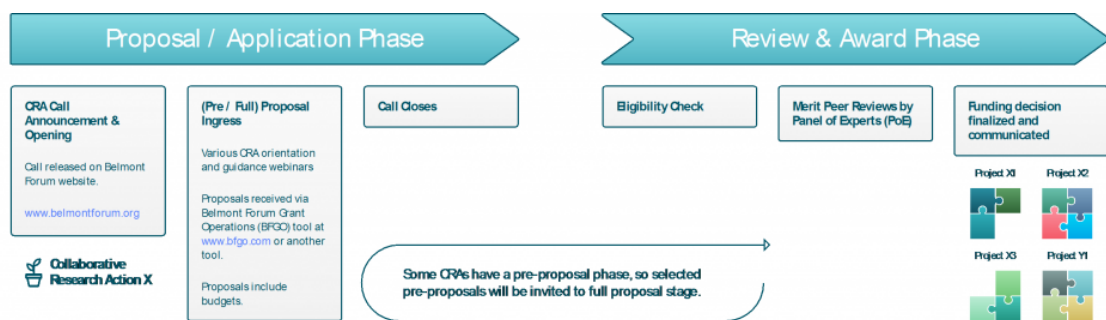 Proposal / Application Phase
Review & Award Phase
CRA Call
Announcement &
Opening
Call released on Belmont
Forum website.
www.belmontforum.org
Collaborative
Research Action X
(Pre / Full) Proposal
Ingress
Various CRA orientation
and guidance webinars
Proposals received via
Belmont Forum Grant
Operations (BFGO) tool at
www.bfgo.com or another
tool.
Proposals include
budgets.
Call Closes
Some CRAs have a pre-proposal phase, so selected
pre-proposals will be invited to full proposal stage.
Eligibility Check
Merit Peer Reviews by
Panel of Experts (PoE)
Funding decision
finalized and
communicated
Project X1
Project X2
Project X3
Project Y1